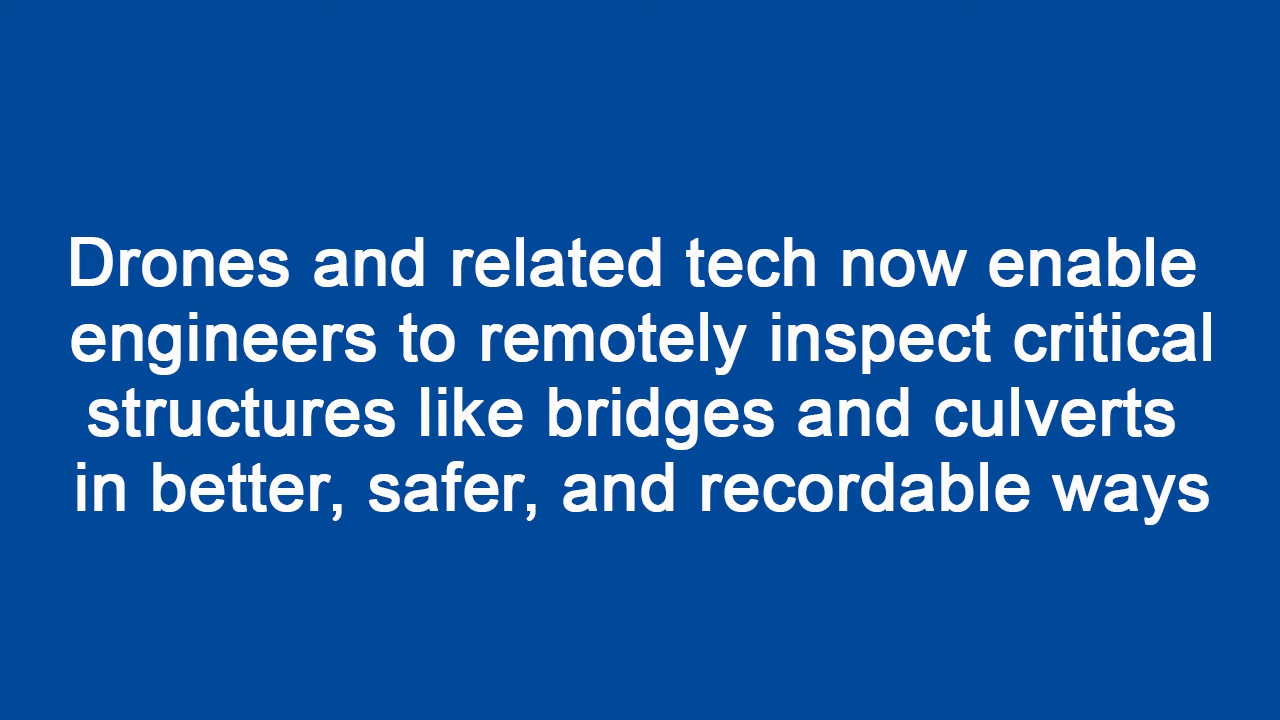 Drones and related tech now enable
engineers to remotely inspect critical
structures like bridges and culverts
in better, safer, and recordable ways